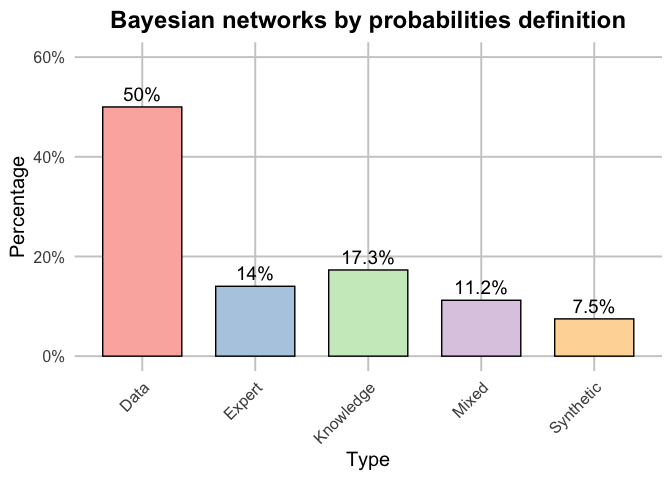 Bayesian networks by probabilities definition
60%
40%
20%
0%
Percentage
50%
14%
17.3%
11.2%
7.5%
Data
Expert
Knowledge
Mixed
Synthetic
Type